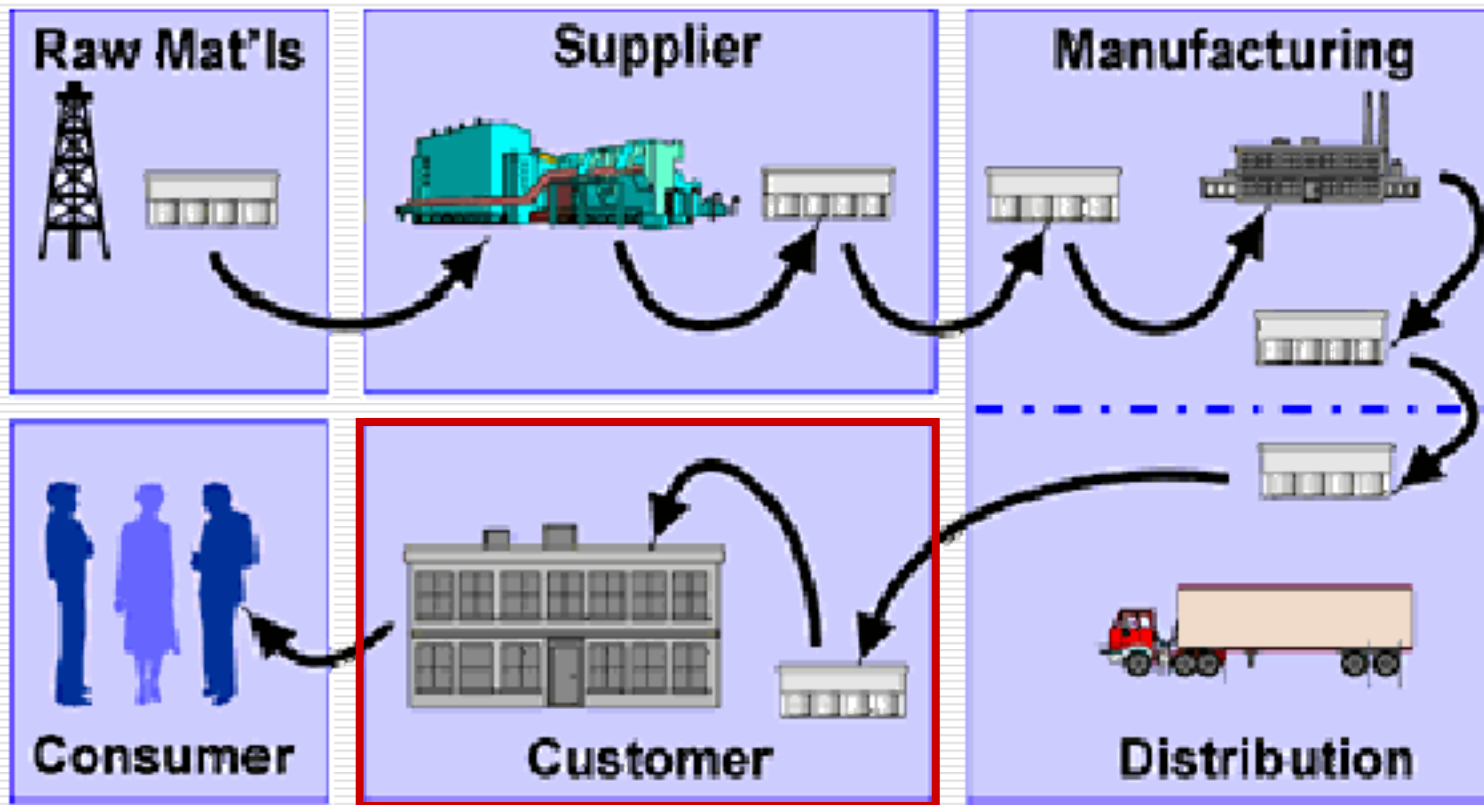 Raw Mat'ls
Supplier
Manufacturing
Consumer
Customer
Distribution